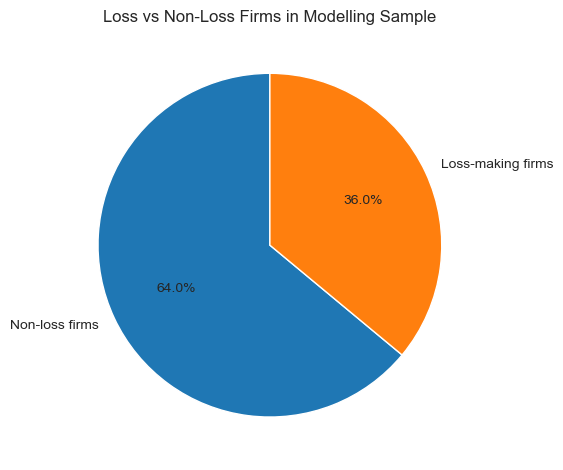 Loss vs Non-Loss Firms in Modelling Sample
Loss-making firms
36.0%
64.0%
Non-loss firms